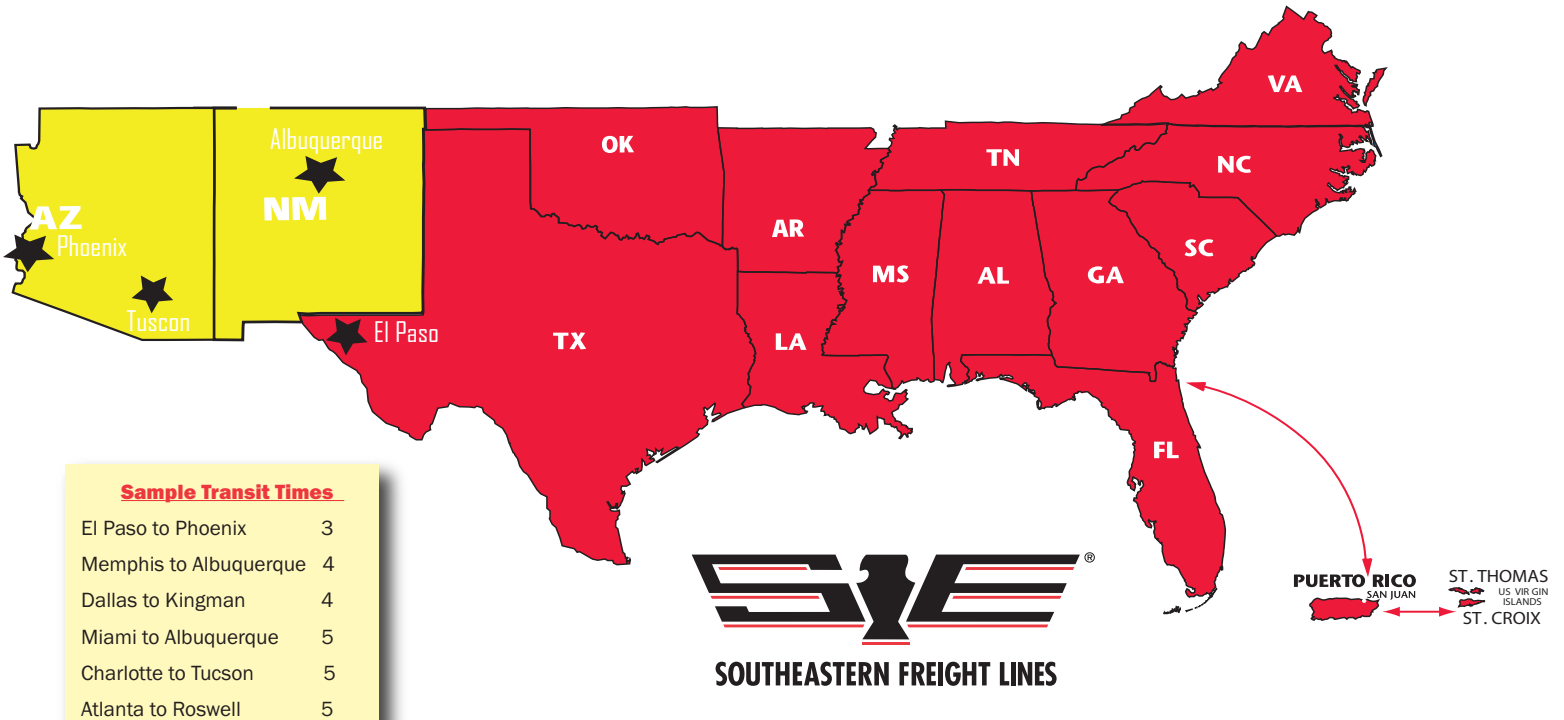 VA
Albuquerque
OK
TN
NC
NM
AZ
AR
SC
Phoenix
MS
AL
GA
Tuscon
El Paso
TX
LA
FL
Sample Transit Times
El Paso to Phoenix 3
Memphis to Albuquerque 4
Dallas to Kingman 4
Miami to Albuquerque 5
Charlotte to Tucson 5
Atlanta to Roswell 5
SE®
SOUTHEASTERN FREIGHT LINES
PUERTO RICO
SAN JUAN
ST. THOMAS
US VIR GIN
ISLANDS
ST. CROIX